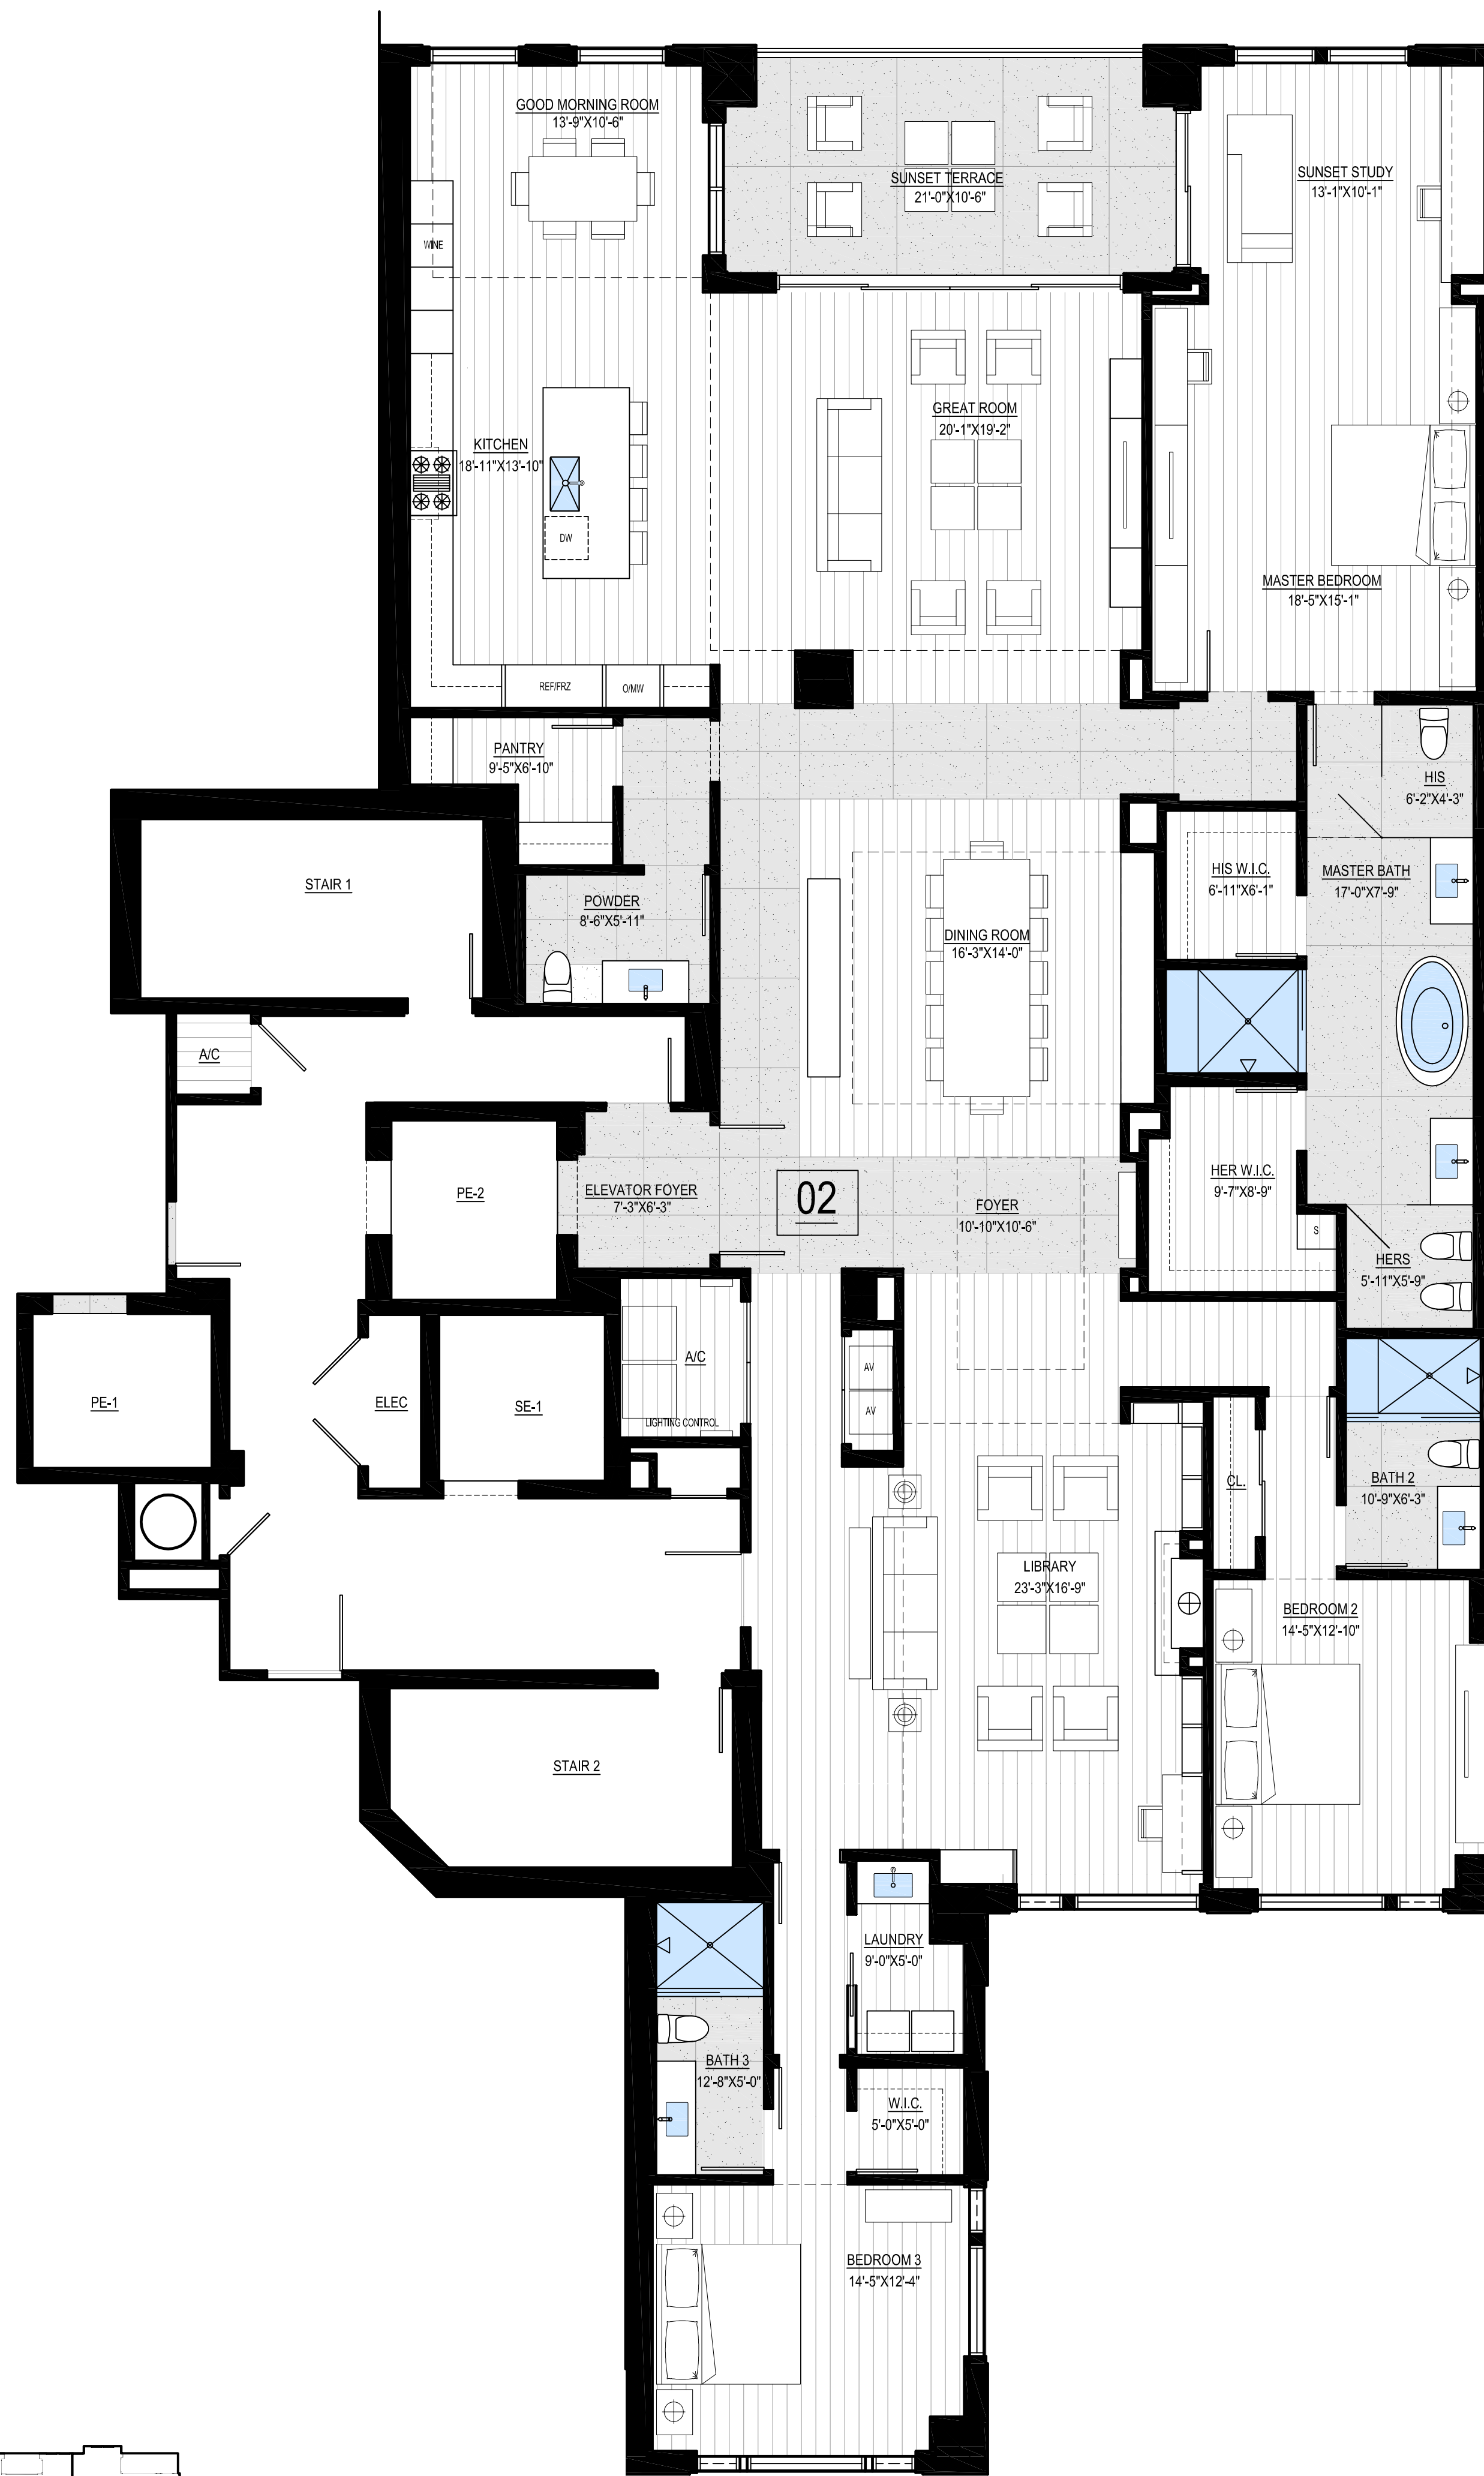 GOOD MORNING ROOM
13'-9"X10'-6"
SUNSET TERRACE
21'-0"X10'-6"
SUNSET STUDY
13'-1"X10'-1"
WINE
GREAT ROOM
20'-1"X19'-2"
KITCHEN
18'-11"X13'-10"
DW
MASTER BEDROOM
18'-5"X15'-1"
REF/FRZ
O/MW
PANTRY
9'-5"X6'-10"
HIS
6'-2"X4'-3"
STAIR 1
POWDER
8'-6"X5'-11"
HIS W.I.C.
6'-11"X6'-1"
MASTER BATH
17'-0"X7'-9"
DINING ROOM
16'-3"X14'-0"
A/C
PE-2
ELEVATOR FOYER
7'-3"X6'-3"
02
FOYER
10'-10"X10'-6"
HER W.I.C.
9'-7"X8'-9"
S
HERS
5'-11"X5'-9"
PE-1
ELEC
SE-1
A/C
LIGHTING CONTROL
AV
AV
CL.
BATH 2
10'-9"X6'-3"
LIBRARY
23'-3"X16'-9"
BEDROOM 2
14'-5"X12'-10"
STAIR 2
LAUNDRY
9'-0"X5'-0"
BATH 3
12'-8"X5'-0"
W.I.C.
5'-0"X5'-0"
BEDROOM 3
14'-5"X12'-4"